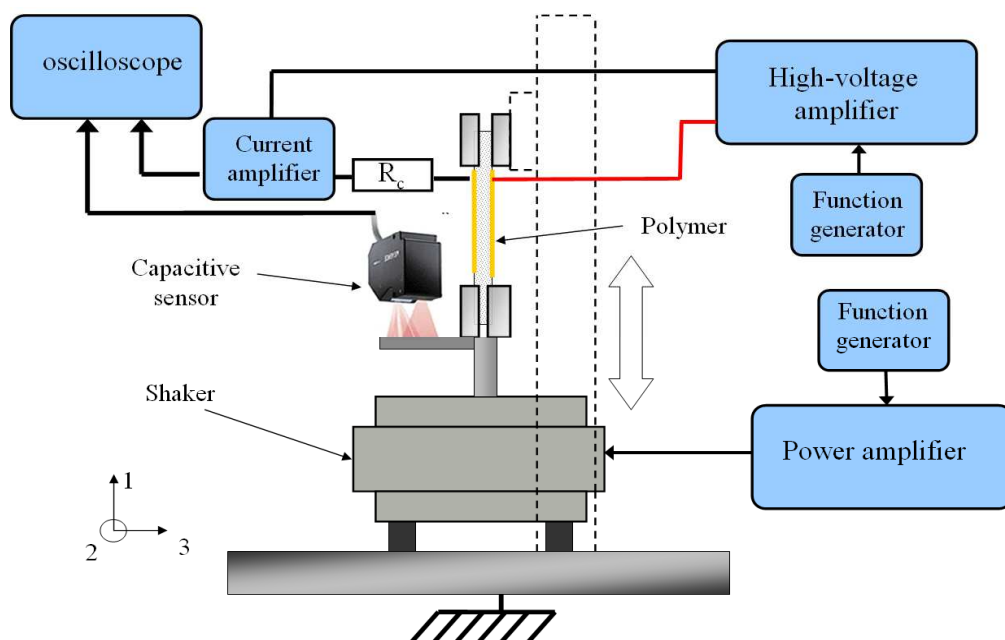 oscilloscope
High-voltage
amplifier
Current
amplifier
R_c
Function
generator
Polymer
Capacitive
sensor
Function
generator
Shaker
Power amplifier
1
2
3